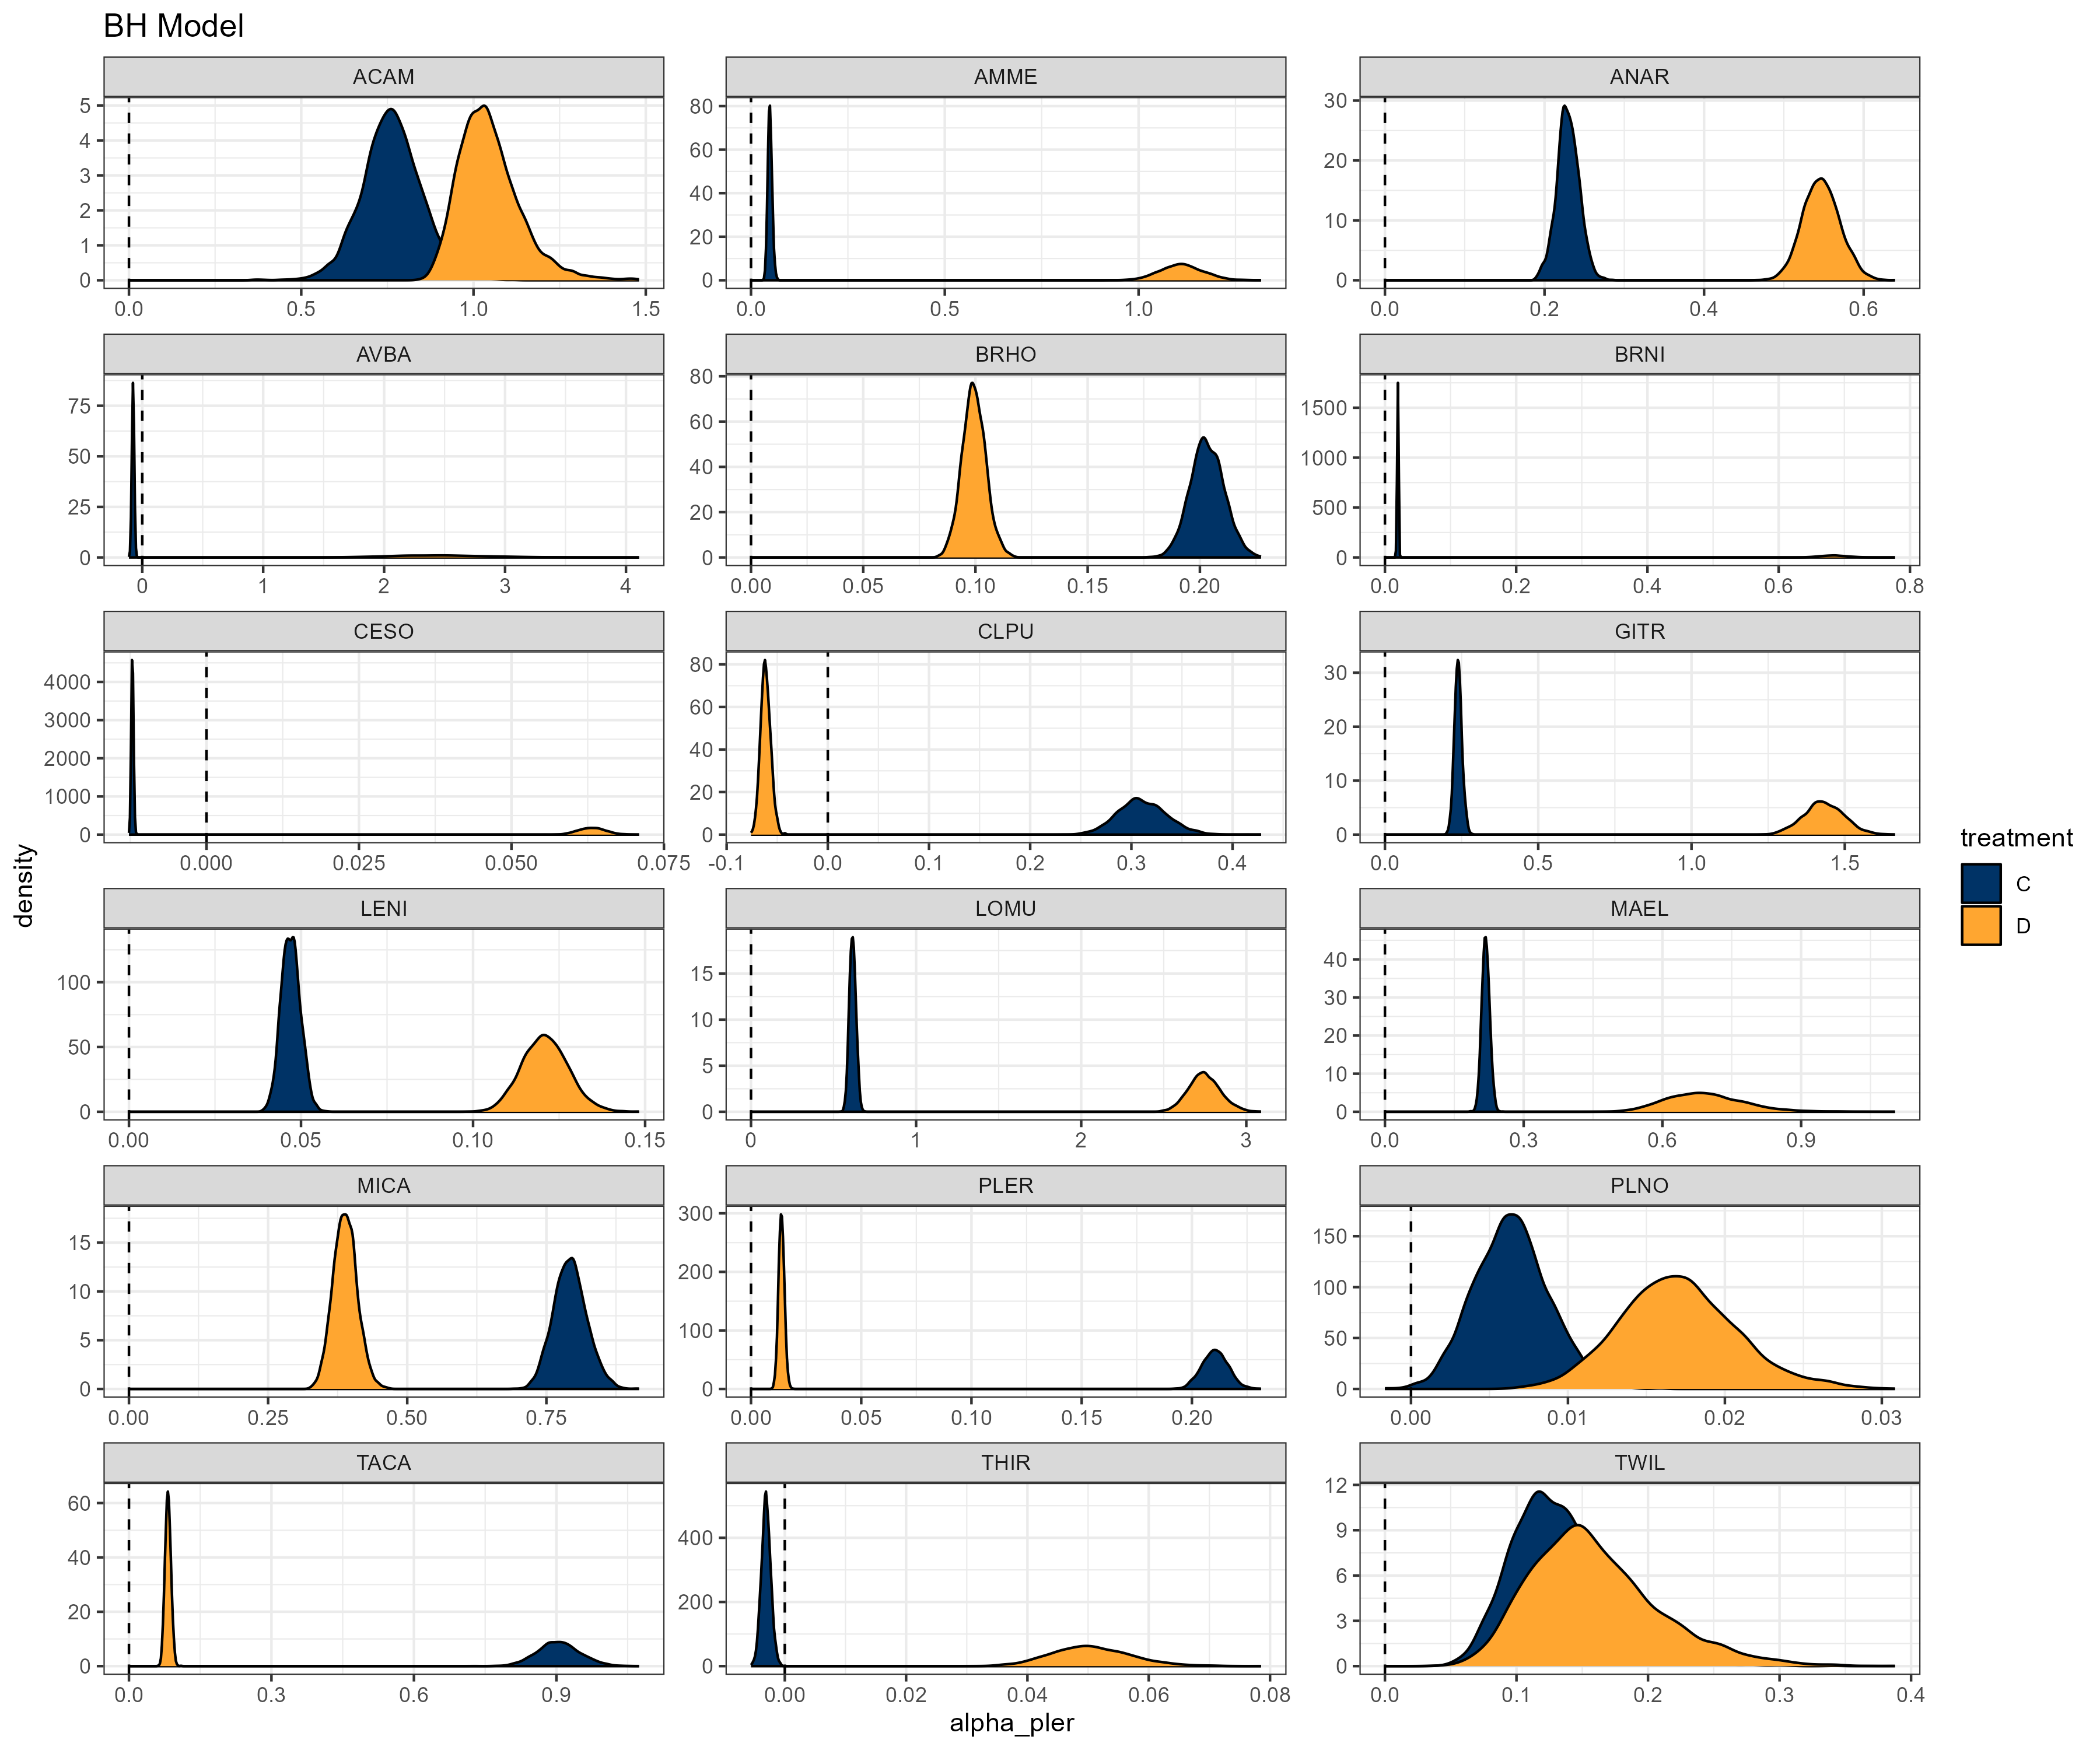 BH Model
ACAM AMME ANAR
5 4 3 2 1 0
0.0 0.5 1.0 1.5
80 60 40 20 0
0.0 0.5 1.0
30 20 10 0
0.0 0.2 0.4 0.6
AVBA BRHO BRNI
75 50 25 0
0 1 2 3 4
80 60 40 20 0
0.00 0.05 0.10 0.15 0.20
1500 1000 500 0
0.0 0.2 0.4 0.6 0.8
CESO CLPU GITR
4000 3000 2000 1000 0
0.000 0.025 0.050 0.075
80 60 40 20 0
-0.1 0.0 0.1 0.2 0.3 0.4
30 20 10 0
0.0 0.5 1.0 1.5
LENI LOMU MAEL
100 50 0
0.00 0.05 0.10 0.15
15 10 5 0
0 1 2 3
40 30 20 10 0
0.0 0.3 0.6 0.9
MICA PLER PLNO
15 10 5 0
0.00 0.25 0.50 0.75
300 200 100 0
0.00 0.05 0.10 0.15 0.20
150 100 50 0
0.00 0.01 0.02 0.03
TACA THIR TWIL
60 40 20 0
0.0 0.3 0.6 0.9
400 200 0
0.00 0.02 0.04 0.06 0.08
12 9 6 3 0
0.0 0.1 0.2 0.3 0.4
density
alpha_pler
treatment
C
D